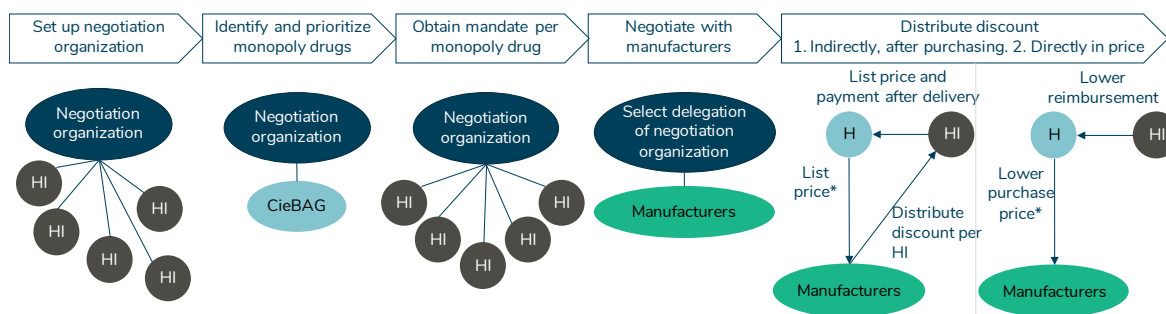 Set up negotiation
organization
Identify and prioritize
monopoly drugs
Obtain mandate per
monopoly drug
Negotiate with
manufacturers
Distribute discount
1. Indirectly, after purchasing. 2. Directly in price
Negotiation
organization
HI
HI
HI
HI
HI
Negotiation
organization
CieBAG
Negotiation
organization
HI
HI
HI
HI
HI
Select delegation
of negotiation
organization
Manufacturers
List price and
payment after delivery
H
HI
List
price*
Distribute
discount per
HI
Manufacturers
Lower
reimbursement
H
HI
Lower
purchase
price*
Manufacturers